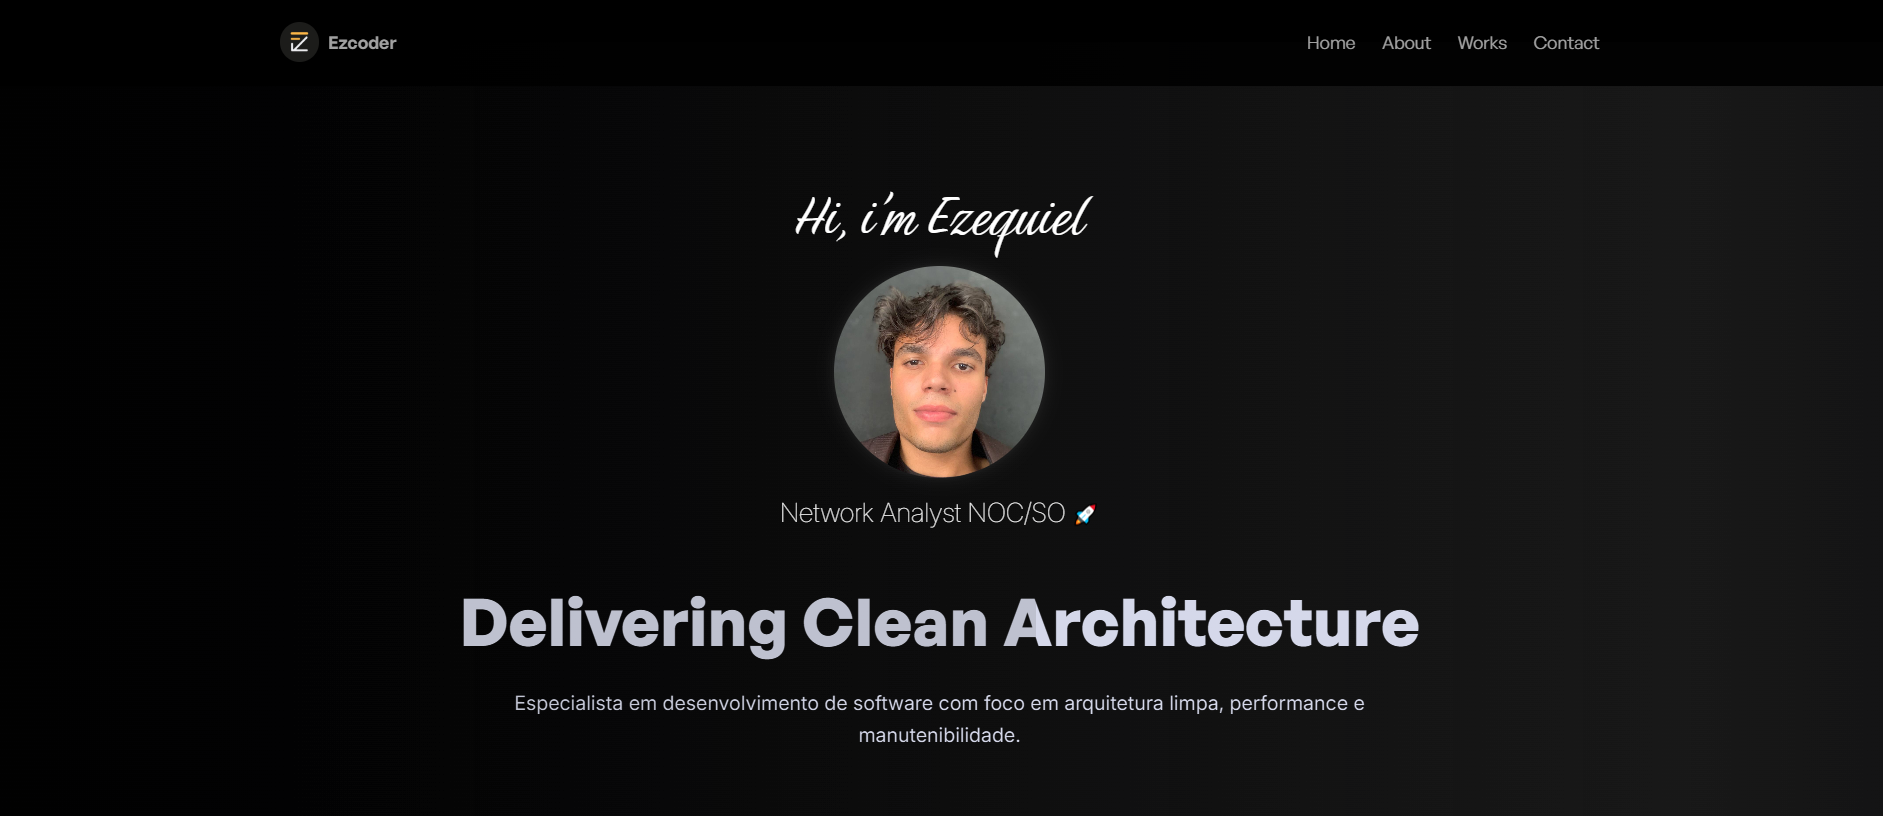 Ezcoder
Home About Works Contact
Hi, i'm Ezequiel
Network Analyst NOC/SO 🚀
Delivering Clean Architecture
Especialista em desenvolvimento de software com foco em arquitetura limpa, performance e
manutenibilidade.